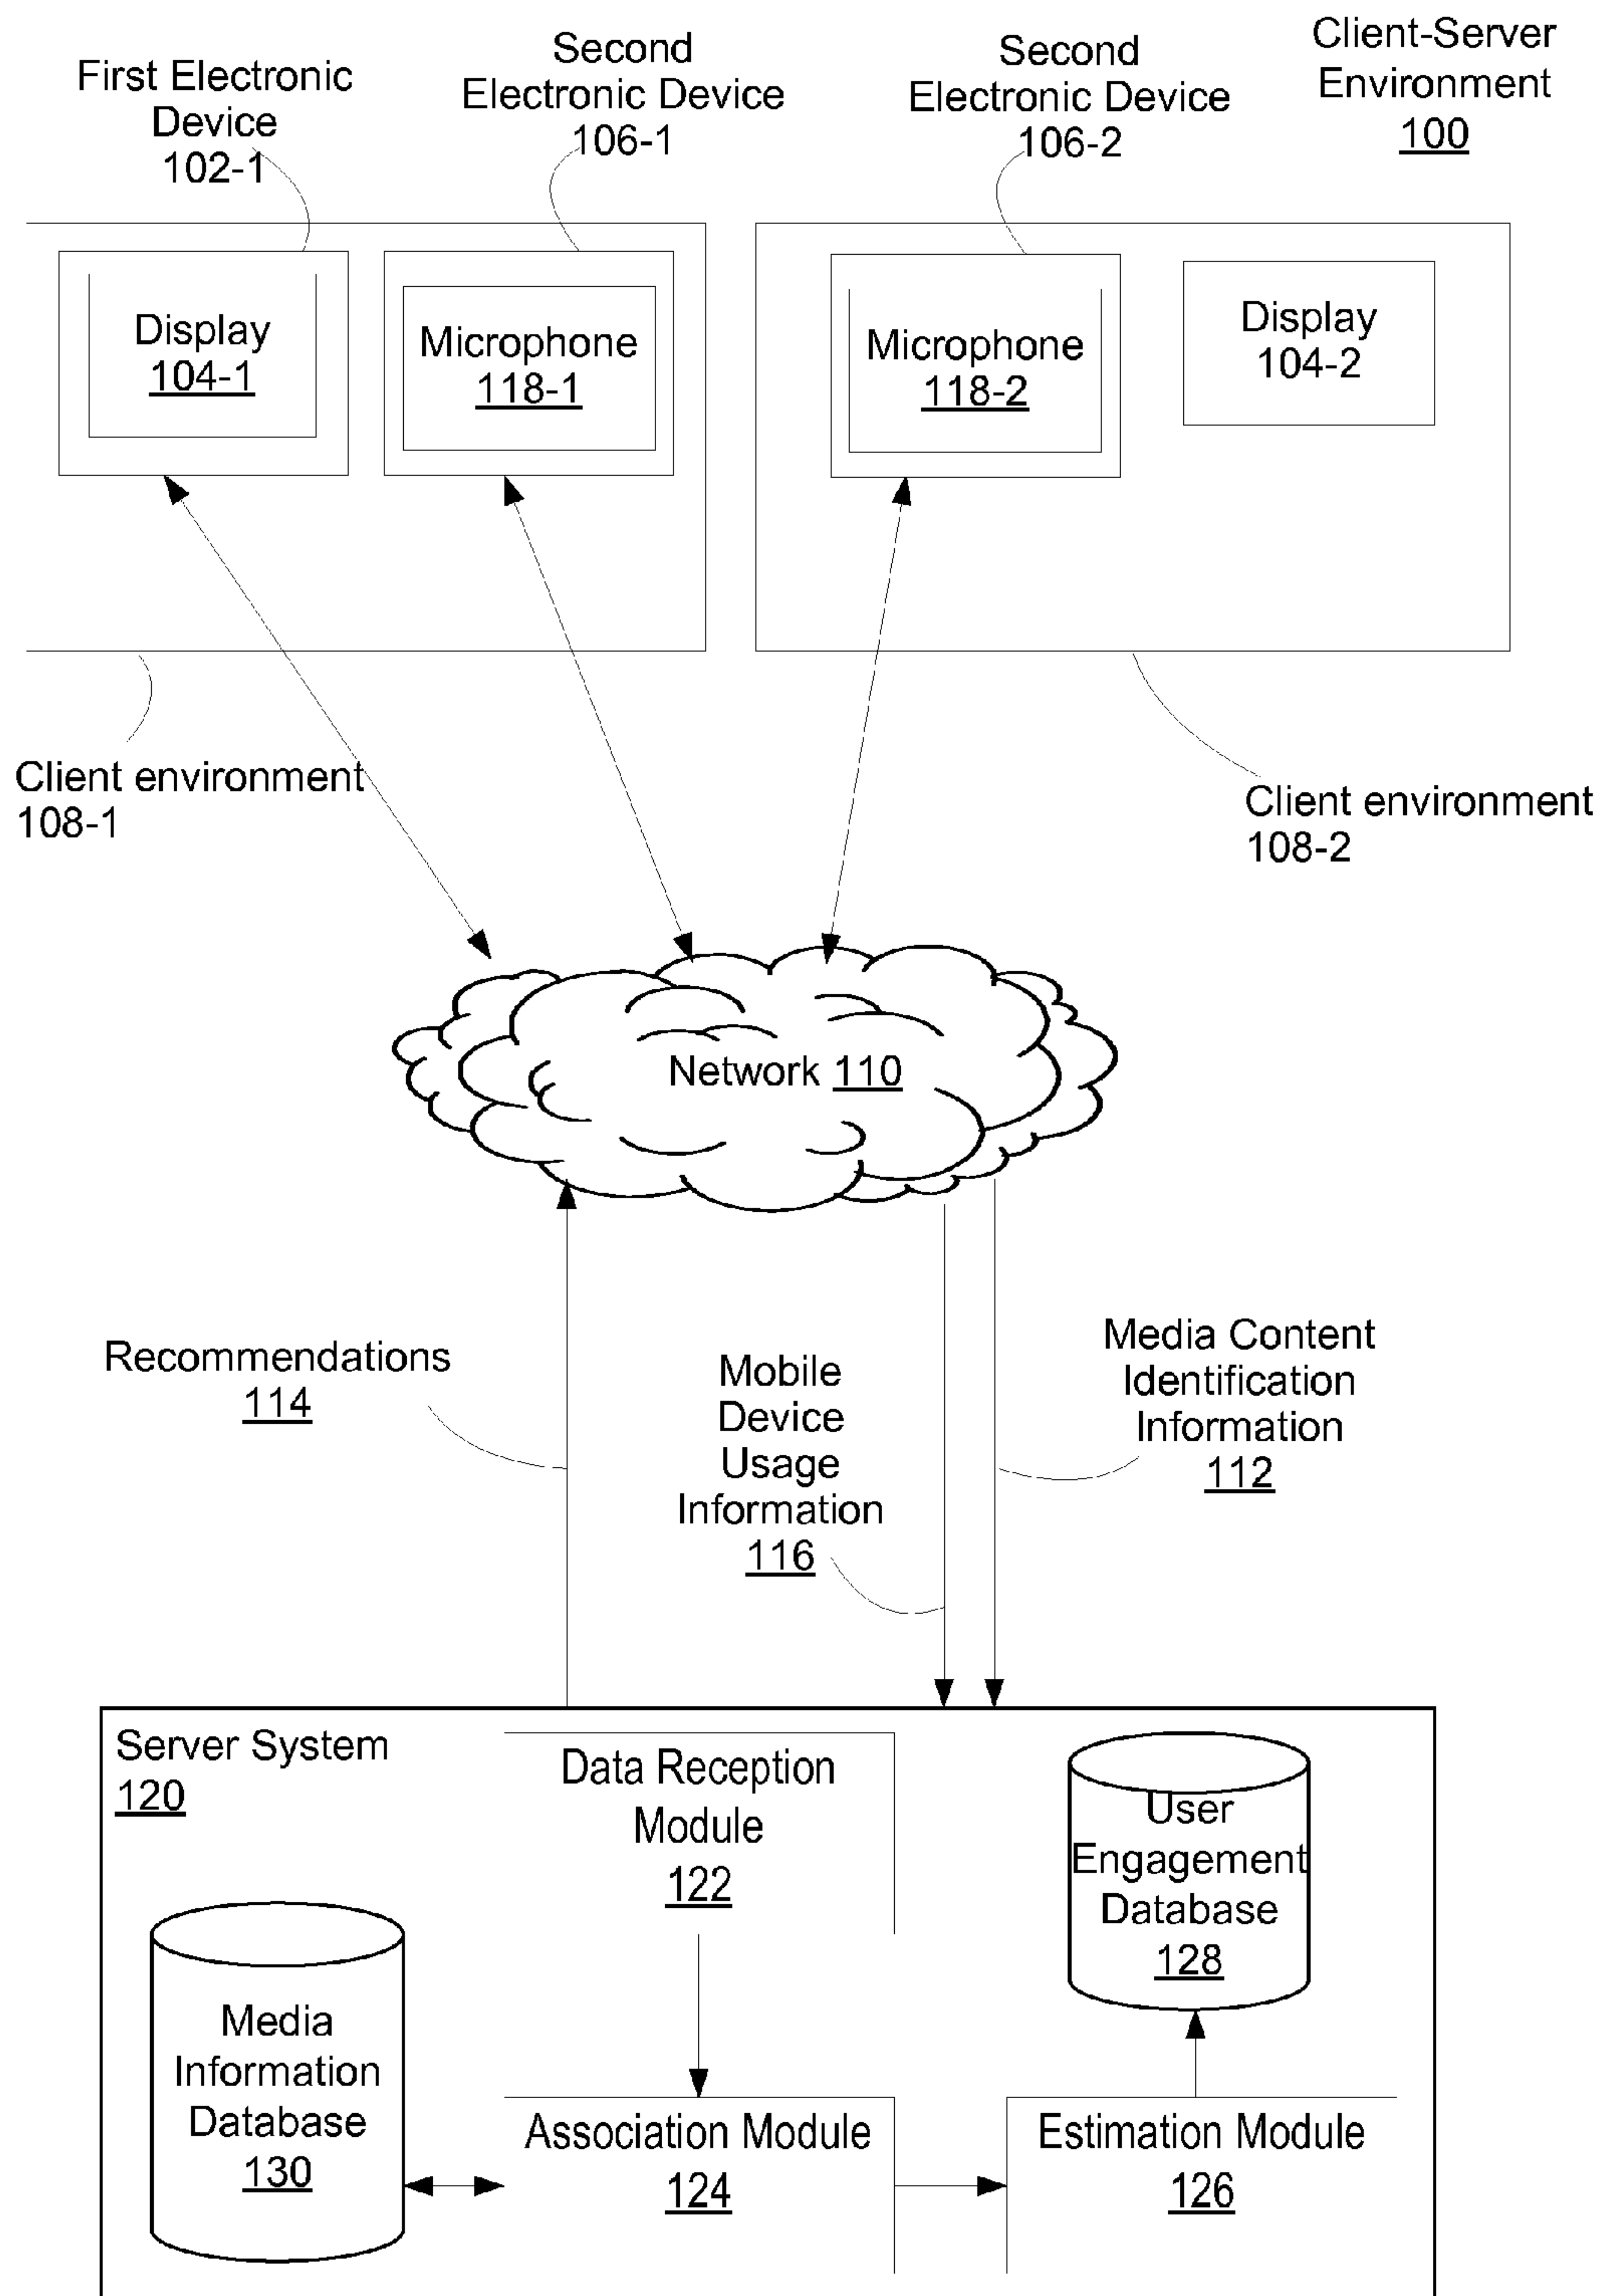 First Electronic
Device
102-1
Second
Electronic Device
106-1
Second
Electronic Device
106-2
Client-Server
Environment
100
Display
104-1
Microphone
118-1
Microphone
118-2
Display
104-2
Client environment
108-1
Client environment
108-2
Network 110
Recommendations
114
Mobile
Device
Usage
Information
116
Media Content
Identification
Information
112
Server System
120
Data Reception
Module
122
User
Engagement
Database
128
Media
Information
Database
130
Association Module
124
Estimation Module
126